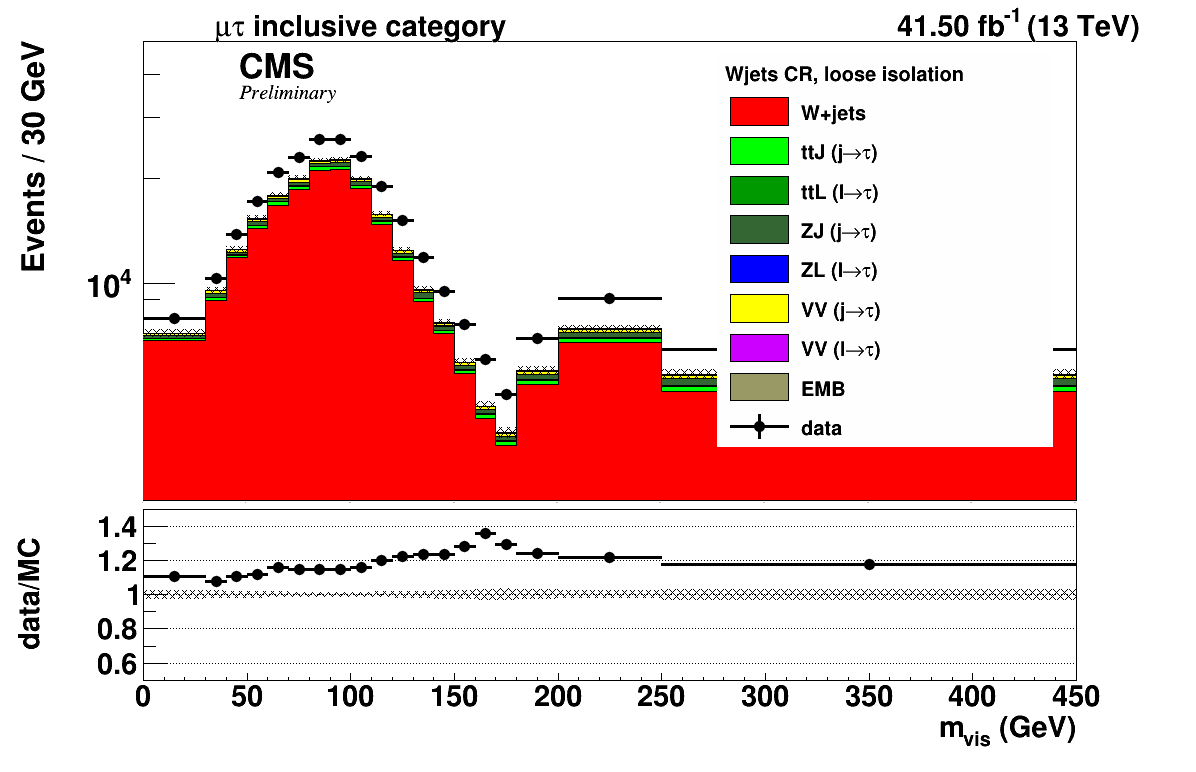 μτ inclusive category
41.50 fb-1 (13 TeV)
CMS
Preliminary
Events / 30 GeV
10^4
Wjets CR, loose isolation
W+jets
ttJ (j→τ)
ttL (l→τ)
ZJ (j→τ)
ZL (l→τ)
VV (j→τ)
VV (l→τ)
EMB
data
data/MC
1.4
1.2
1
0.8
0.6
0 50 100 150 200 250 300 350 400 450
m_vis (GeV)